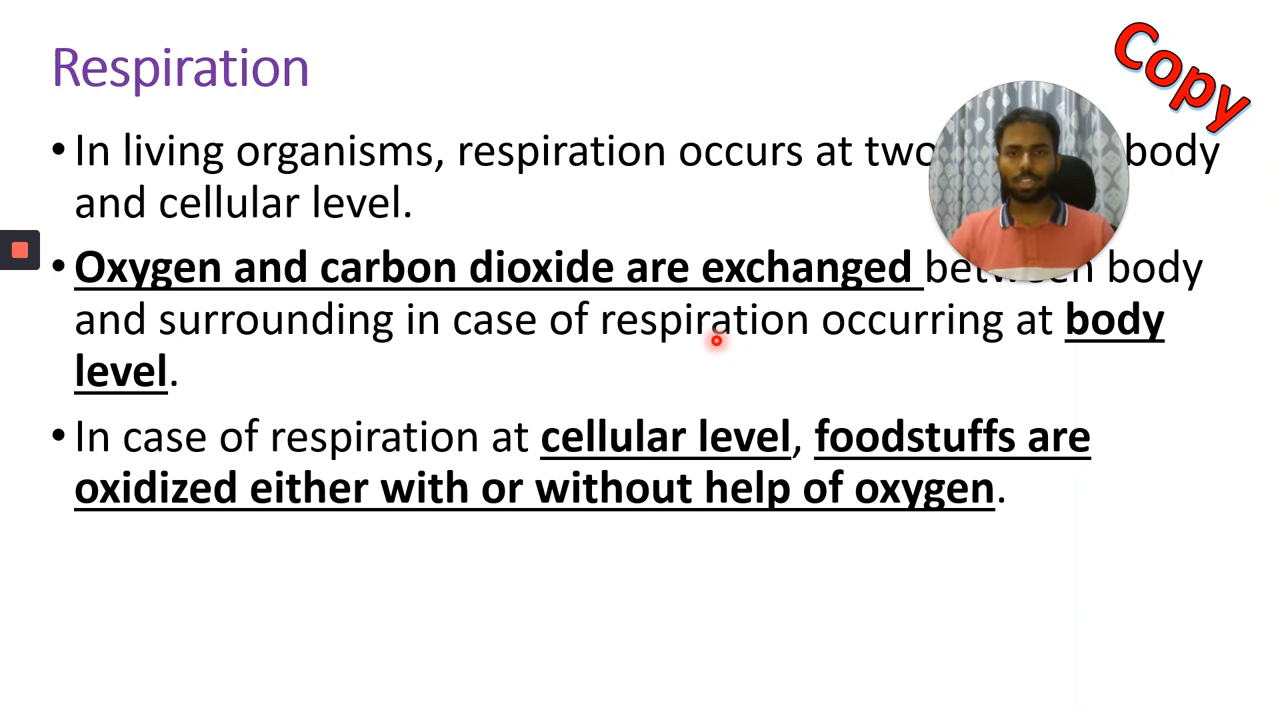 Respiration
Copy
• In living organisms, respiration occurs at two body
and cellular level.
• Oxygen and carbon dioxide are exchanged body
and surrounding in case of respiration occurring at body
level.
• In case of respiration at cellular level, foodstuffs are
oxidized either with or without help of oxygen.